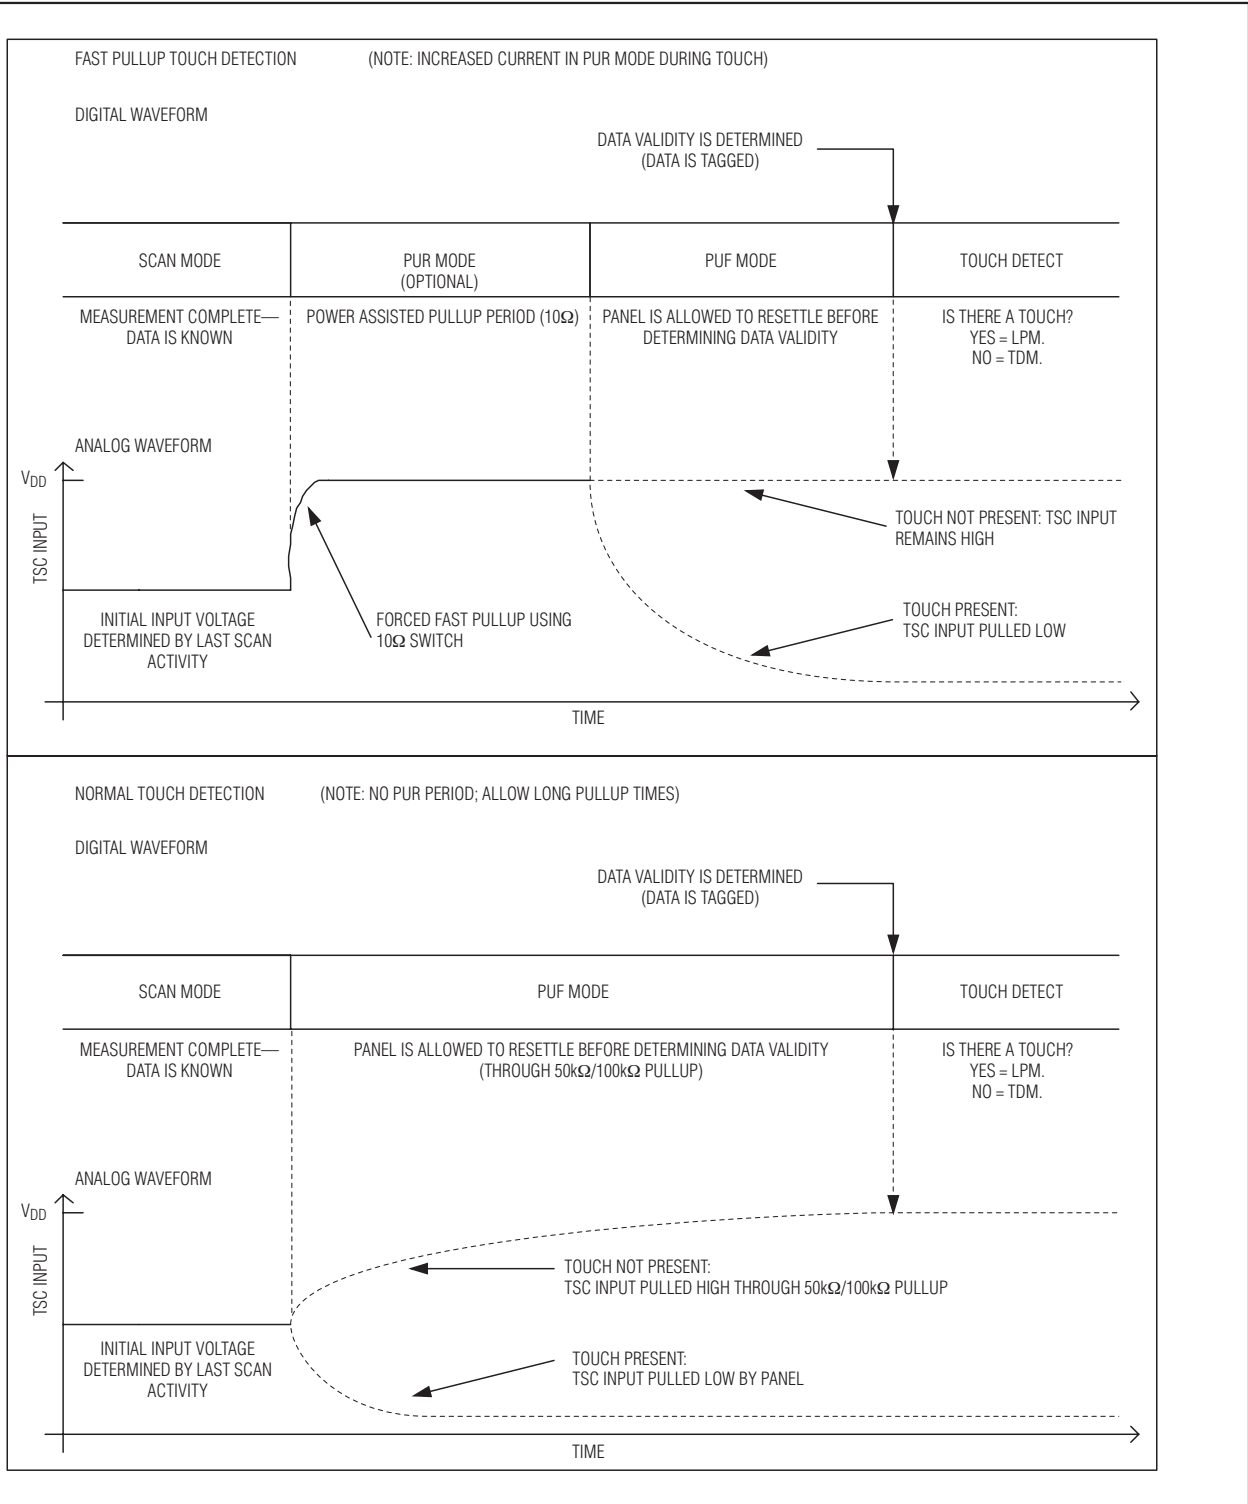 FAST PULLUP TOUCH DETECTION (NOTE: INCREASED CURRENT IN PUR MODE DURING TOUCH)
DIGITAL WAVEFORM
DATA VALIDITY IS DETERMINED
(DATA IS TAGGED)
SCAN MODE
PUR MODE
(OPTIONAL)
PUF MODE
TOUCH DETECT
MEASUREMENT COMPLETE—
DATA IS KNOWN
POWER ASSISTED PULLUP PERIOD (10Ω)
PANEL IS ALLOWED TO RESETTLE BEFORE
DETERMINING DATA VALIDITY
IS THERE A TOUCH?
YES = LPM.
NO = TDM.
ANALOG WAVEFORM
VDD
TSC INPUT
TOUCH NOT PRESENT: TSC INPUT
REMAINS HIGH
INITIAL INPUT VOLTAGE
DETERMINED BY LAST SCAN
ACTIVITY
FORCED FAST PULLUP USING
10Ω SWITCH
TOUCH PRESENT:
TSC INPUT PULLED LOW
TIME
NORMAL TOUCH DETECTION (NOTE: NO PUR PERIOD; ALLOW LONG PULLUP TIMES)
DIGITAL WAVEFORM
DATA VALIDITY IS DETERMINED
(DATA IS TAGGED)
SCAN MODE
PUF MODE
TOUCH DETECT
MEASUREMENT COMPLETE—
DATA IS KNOWN
PANEL IS ALLOWED TO RESETTLE BEFORE DETERMINING DATA VALIDITY
(THROUGH 50kΩ/100kΩ PULLUP)
IS THERE A TOUCH?
YES = LPM.
NO = TDM.
ANALOG WAVEFORM
VDD
TSC INPUT
TOUCH NOT PRESENT:
TSC INPUT PULLED HIGH THROUGH 50kΩ/100kΩ PULLUP
INITIAL INPUT VOLTAGE
DETERMINED BY LAST SCAN
ACTIVITY
TOUCH PRESENT:
TSC INPUT PULLED LOW BY PANEL
TIME